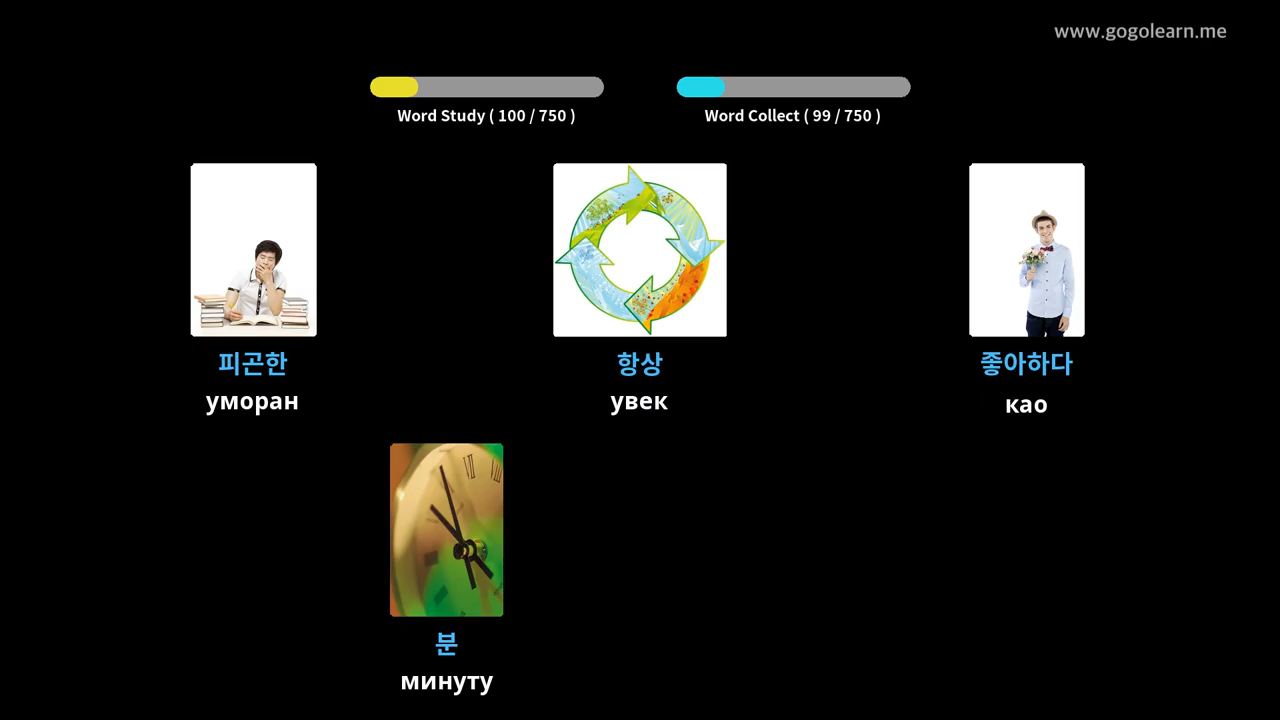 www.gogolearn.me
Word Study ( 100 / 750 )
Word Collect ( 99 / 750 )
피곤한
уморан
항상
увек
좋아하다
као
분
минуту